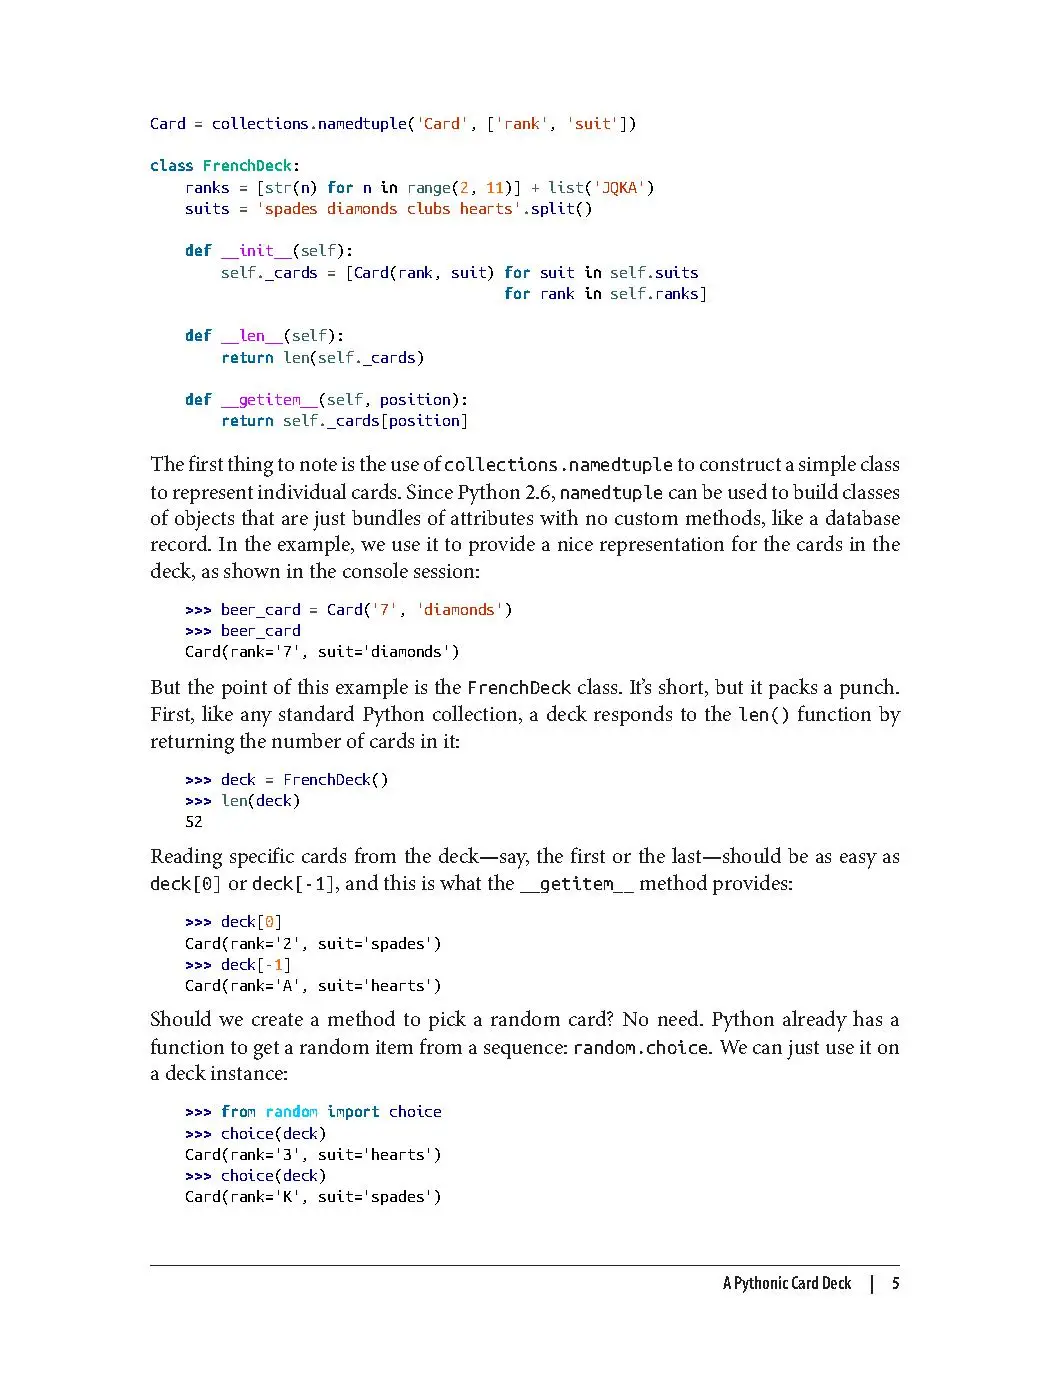 Card = collections.namedtuple('Card', ['rank', 'suit'])
class FrenchDeck:
    ranks = [str(n) for n in range(2, 11)] + list('JQKA')
    suits = 'spades diamonds clubs hearts'.split()
    def __init__(self):
        self._cards = [Card(rank, suit) for suit in self.suits
                                        for rank in self.ranks]
    def __len__(self):
        return len(self._cards)
    def __getitem__(self, position):
        return self._cards[position]
The first thing to note is the use of collections.namedtuple to construct a simple class
to represent individual cards. Since Python 2.6, namedtuple can be used to build classes
of objects that are just bundles of attributes with no custom methods, like a database
record. In the example, we use it to provide a nice representation for the cards in the
deck, as shown in the console session:
    >>> beer_card = Card('7', 'diamonds')
    >>> beer_card
    Card(rank='7', suit='diamonds')
But the point of this example is the FrenchDeck class. It’s short, but it packs a punch.
First, like any standard Python collection, a deck responds to the len() function by
returning the number of cards in it:
    >>> deck = FrenchDeck()
    >>> len(deck)
    52
Reading specific cards from the deck—say, the first or the last—should be as easy as
deck[0] or deck[-1], and this is what the __getitem__ method provides:
    >>> deck[0]
    Card(rank='2', suit='spades')
    >>> deck[-1]
    Card(rank='A', suit='hearts')
Should we create a method to pick a random card? No need. Python already has a
function to get a random item from a sequence: random.choice. We can just use it on
a deck instance:
    >>> from random import choice
    >>> choice(deck)
    Card(rank='3', suit='hearts')
    >>> choice(deck)
    Card(rank='K', suit='spades')
A Pythonic Card Deck | 5